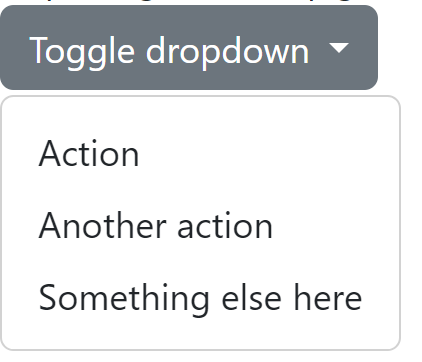 Toggle dropdown
Action
Another action
Something else here